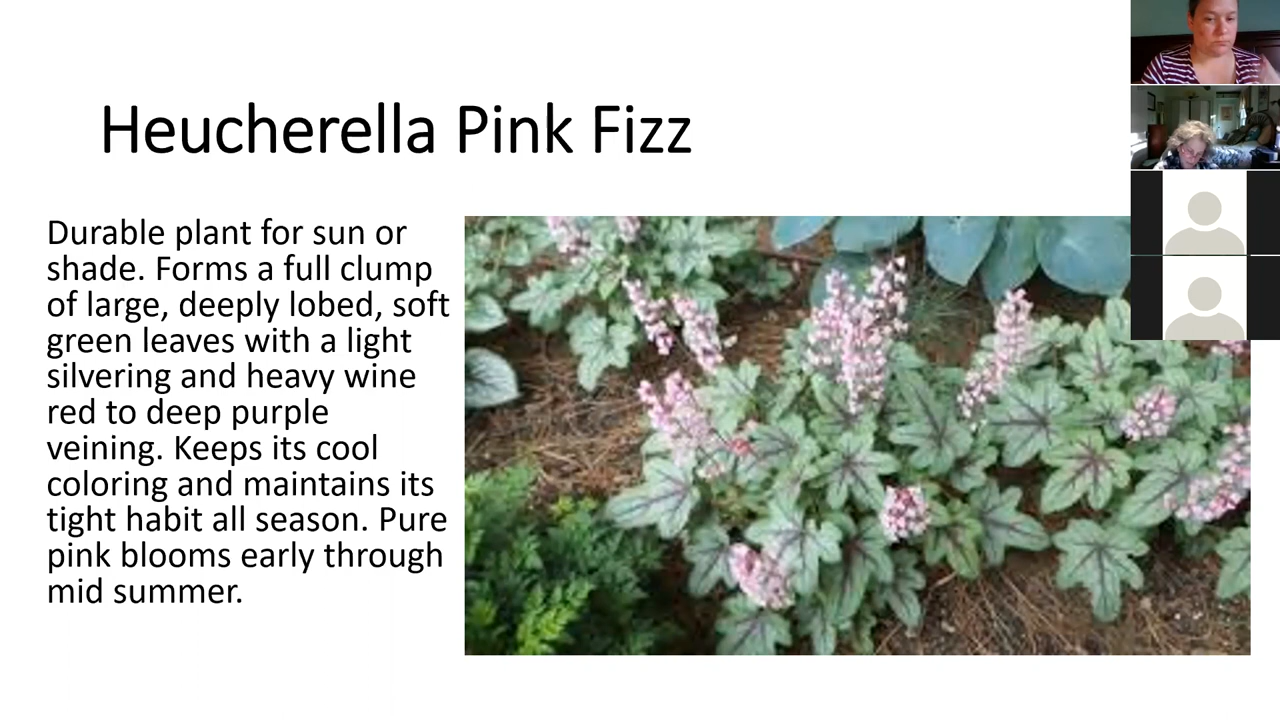 Heucherella Pink Fizz
Durable plant for sun or
shade. Forms a full clump
of large, deeply lobed, soft
green leaves with a light
silvering and heavy wine
red to deep purple
veining. Keeps its cool
coloring and maintains its
tight habit all season. Pure
pink blooms early through
mid summer.